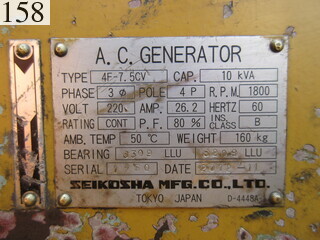 158
A.C. GENERATOR
TYPE 4F-7.5CV CAP. 10 kVA
PHASE 3Φ POLE 4 P R.P.M. 1800
VOLT 220 AMP. 26.2 HERTZ 60
RATING CONT P.F. 80 % INS. CLASS B
AMB. TEMP 50 °C WEIGHT 160 kg
BEARING LLU LLU
SERIAL DATE
SEIKOSHA MFG.CO.,LTD.
TOKYO JAPAN D-4448A